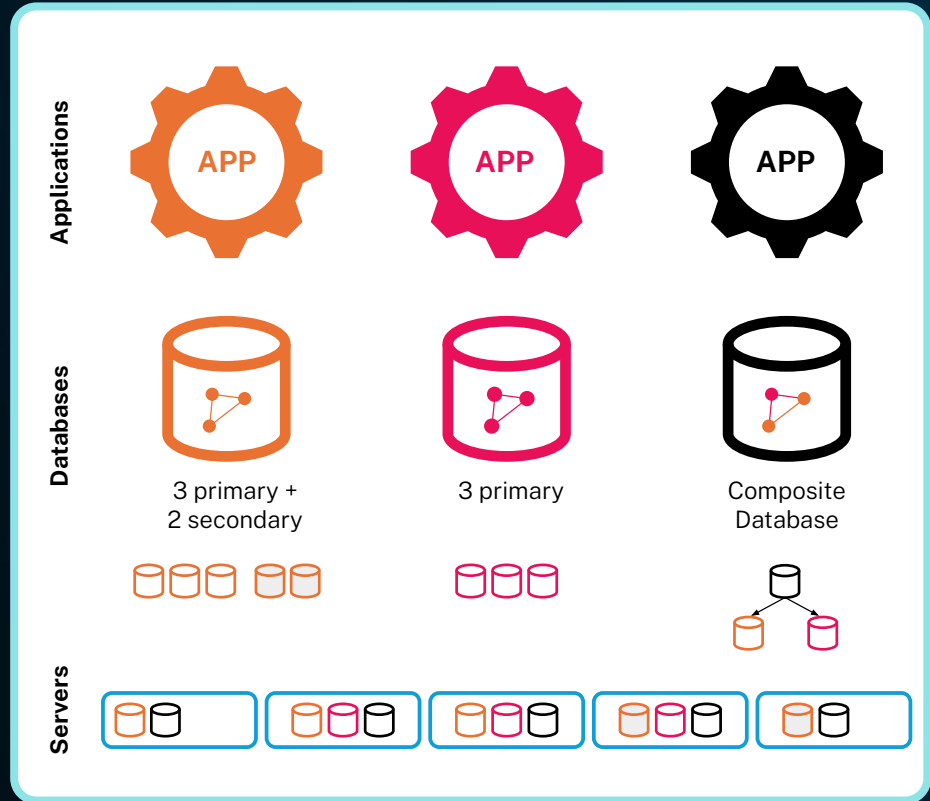 Applications
APP
APP
APP
Databases
3 primary +
2 secondary
3 primary
Composite
Database
Servers